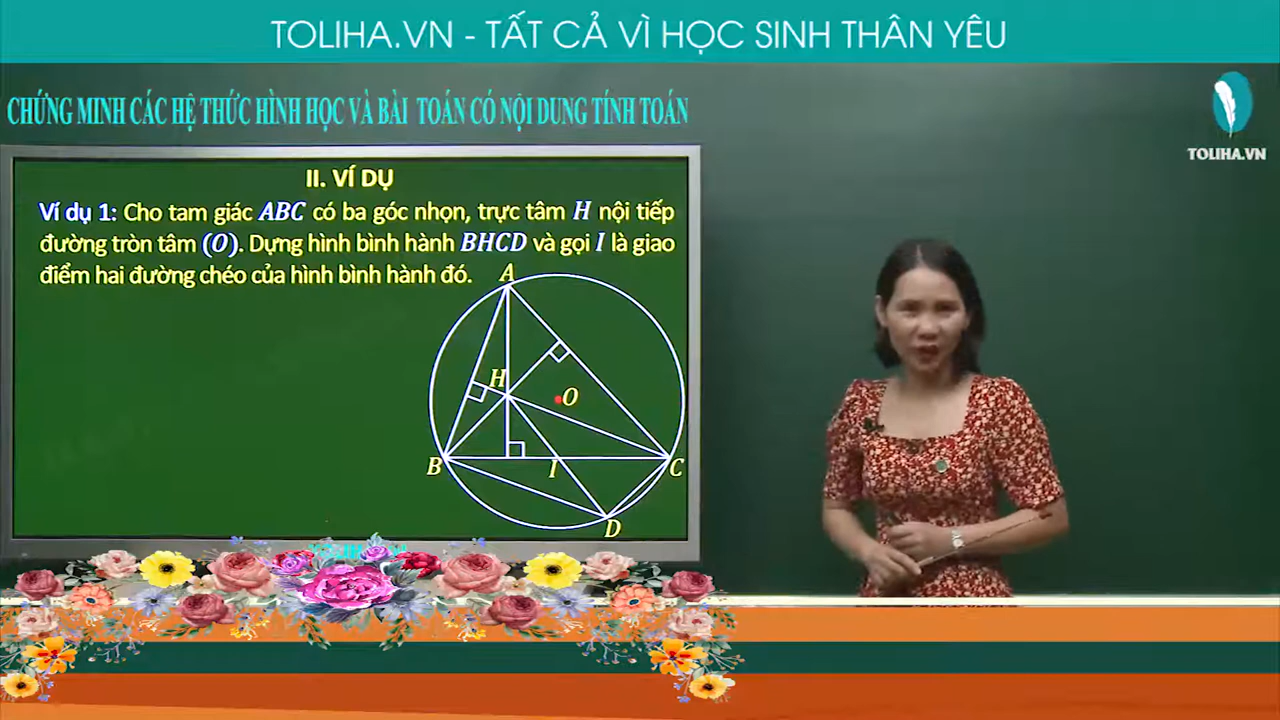 TOLIHA.VN - TẤT CẢ VÌ HỌC SINH THÂN YÊU
CHỨNG MINH CÁC HỆ THỨC HÌNH HỌC VÀ BÀI TOÁN CÓ NỘI DUNG TÍNH TOÁN
TOLIHA.VN
II. VÍ DỤ
Ví dụ 1: Cho tam giác ABC có ba góc nhọn, trực tâm H nội tiếp
đường tròn tâm (O). Dựng hình bình hành BHCD và gọi I là giao
điểm hai đường chéo của hình bình hành đó.
A
H
O
B
I
C
D